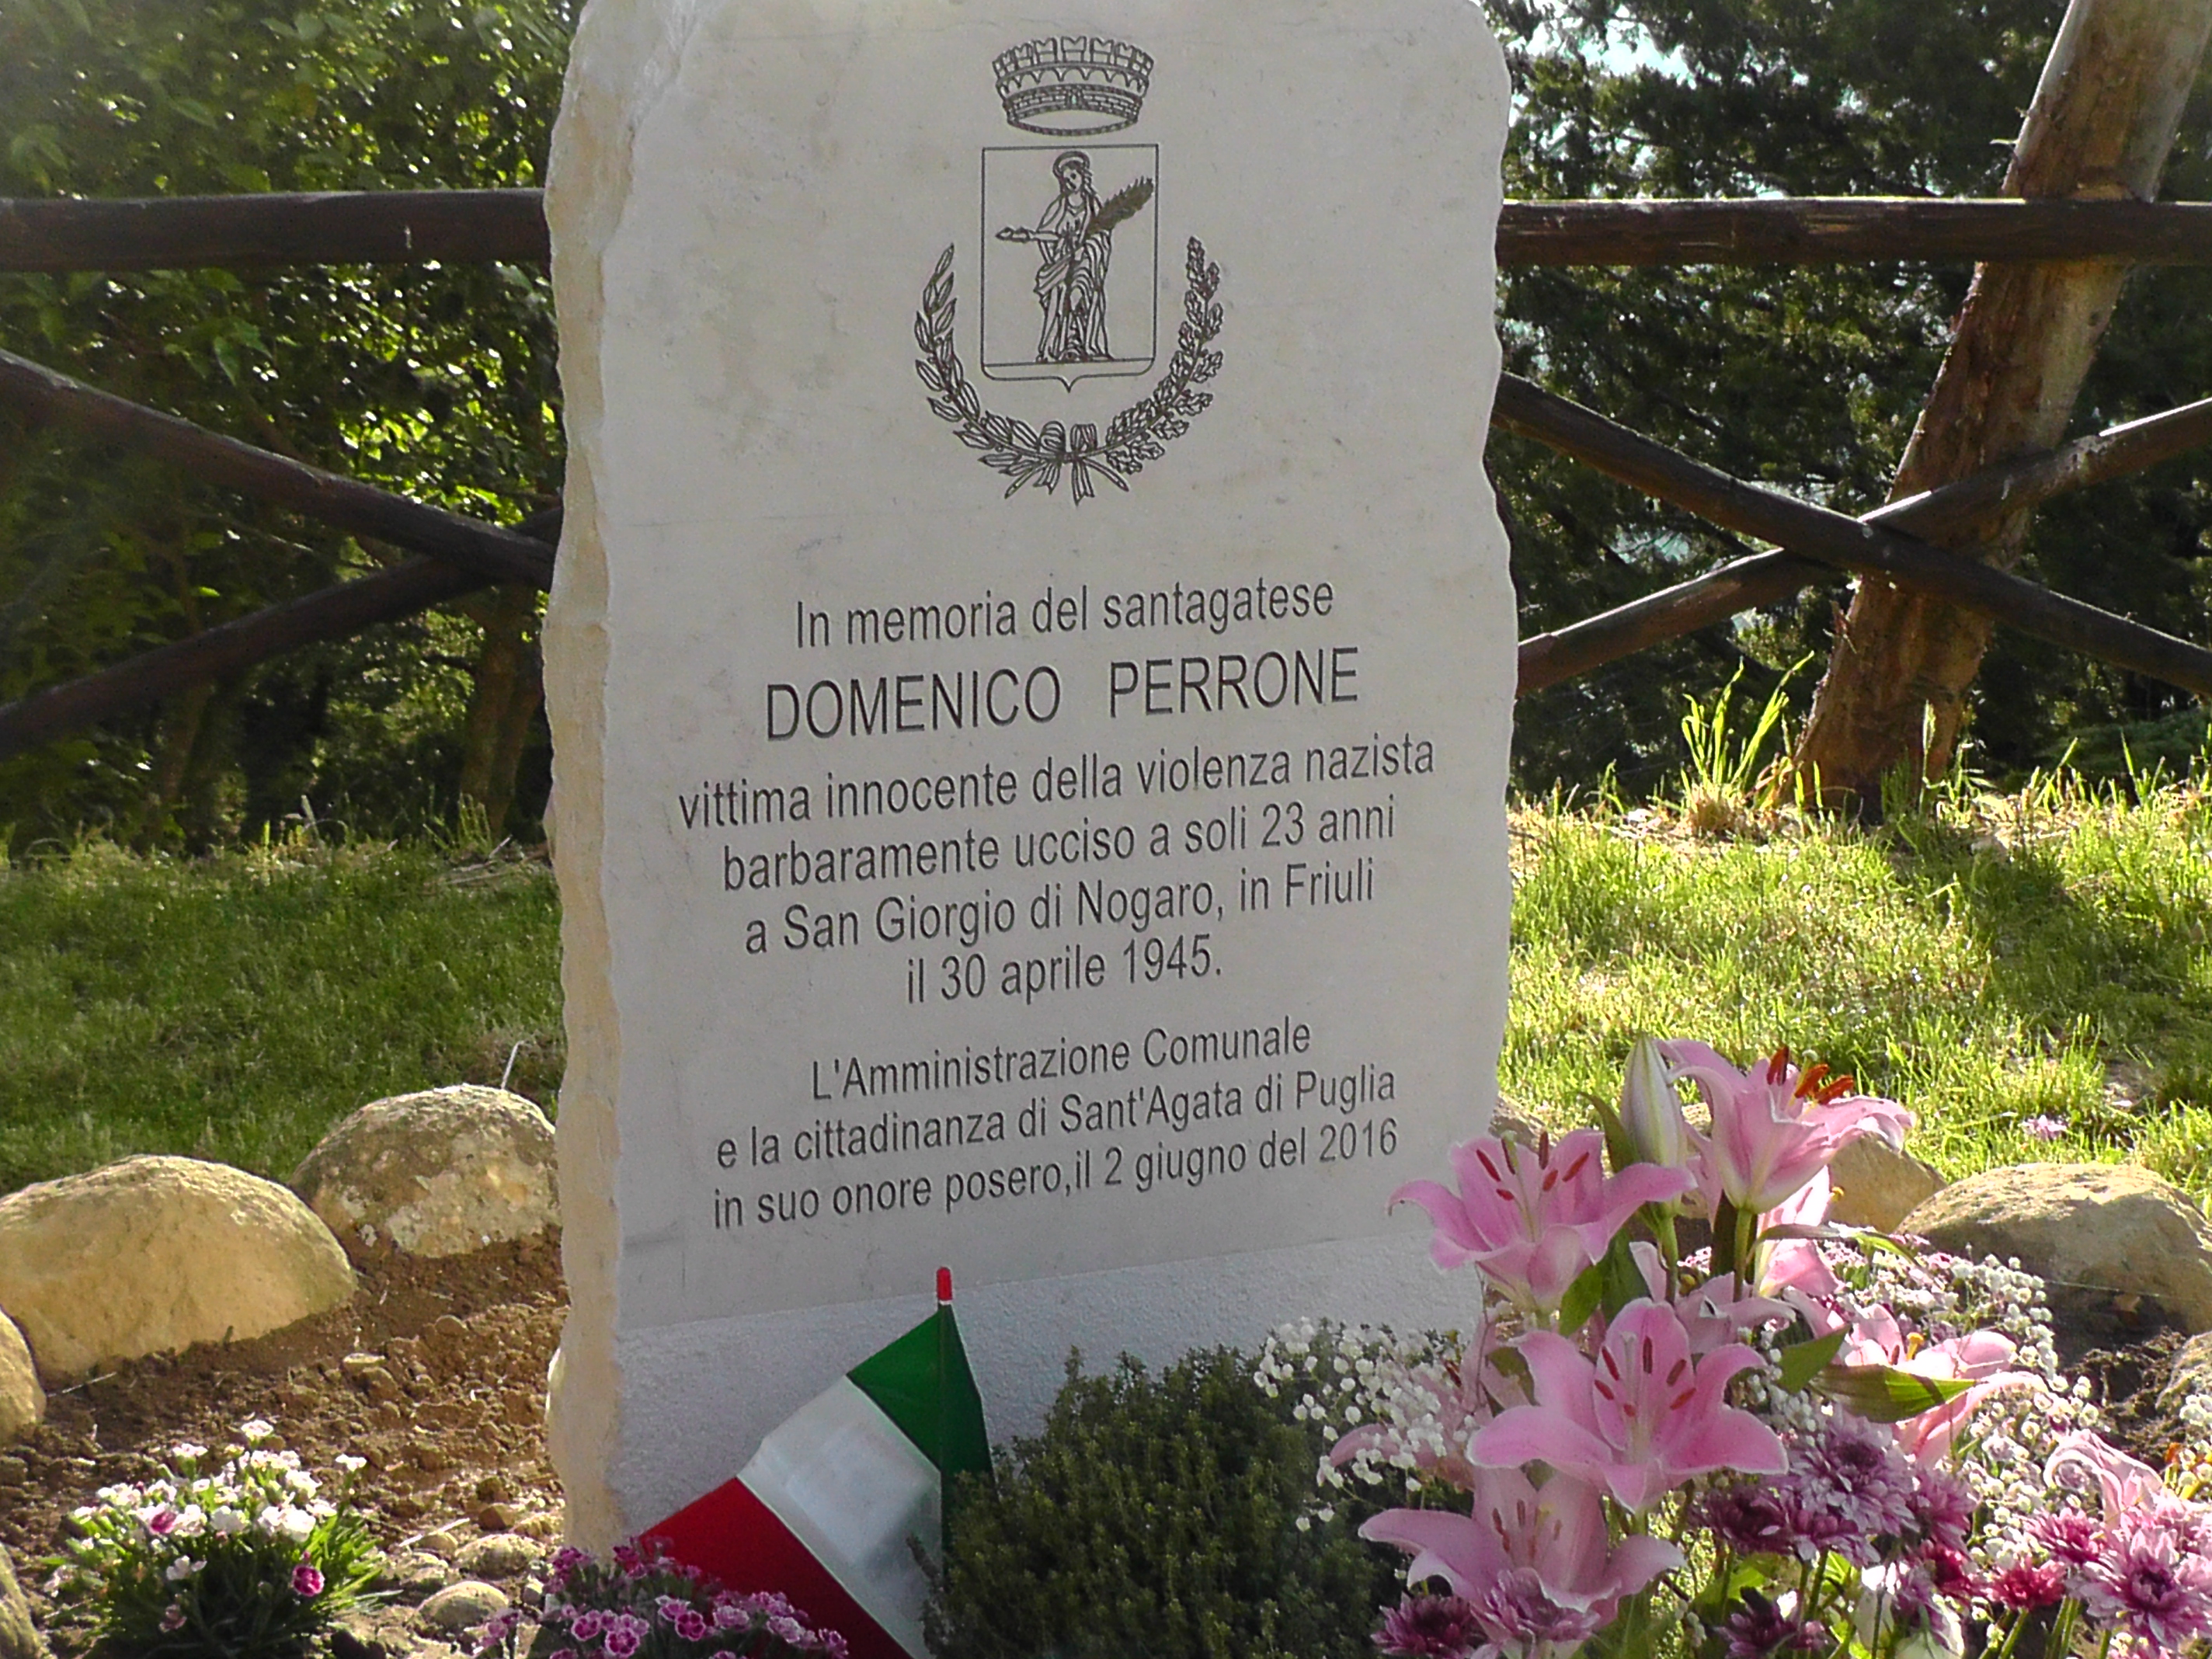 In memoria del santagatese
DOMENICO PERRONE
vittima innocente della violenza nazista
barbaramente ucciso a soli 23 anni
a San Giorgio di Nogaro, in Friuli
il 30 aprile 1945.
L'Amministrazione Comunale
e la cittadinanza di Sant'Agata di Puglia
in suo onore posero,il 2 giugno del 2016